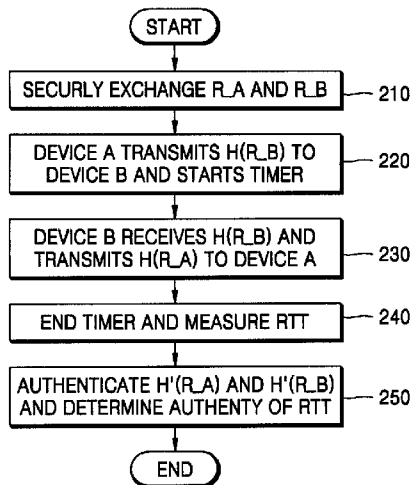 START
SECURLY EXCHANGE R_A AND R_B
210
DEVICE A TRANSMITS H(R_B) TO
DEVICE B AND STARTS TIMER
220
DEVICE B RECEIVES H(R_B) AND
TRANSMITS H(R_A) TO DEVICE A
230
END TIMER AND MEASURE RTT
240
AUTHENTICATE H'(R_A) AND H'(R_B)
AND DETERMINE AUTHENTY OF RTT
250
END